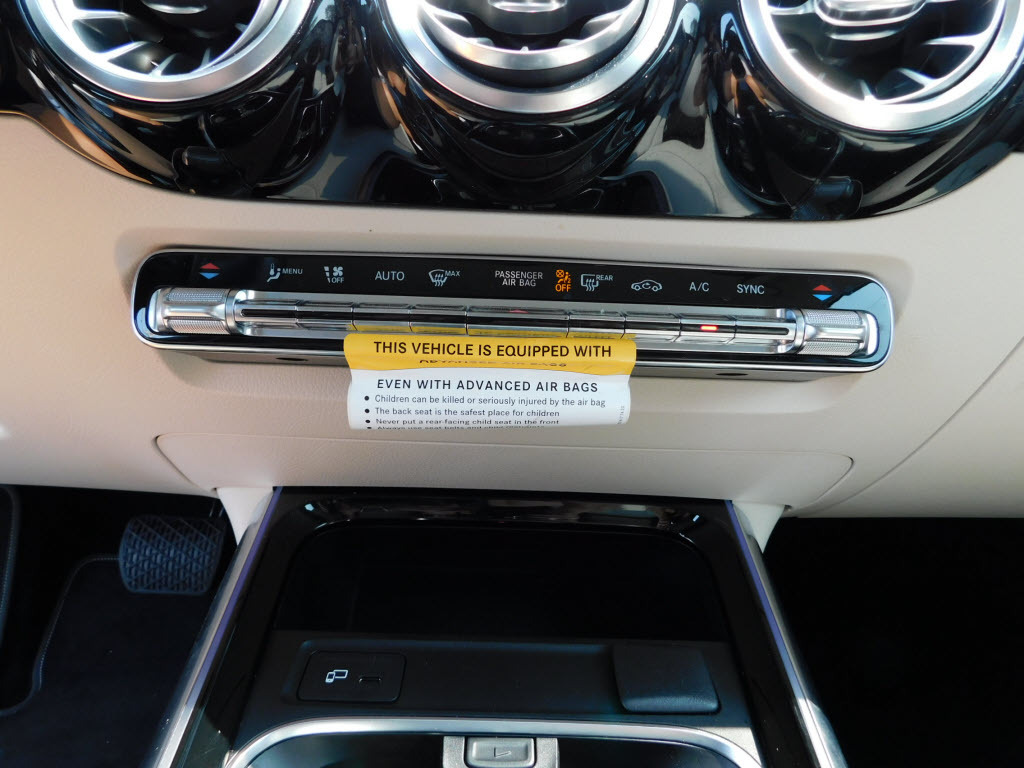 MENU OFF AUTO MAX PASSENGER AIR BAG OFF REAR A/C SYNC
THIS VEHICLE IS EQUIPPED WITH
EVEN WITH ADVANCED AIR BAGS
• Children can be killed or seriously injured by the air bag
• The back seat is the safest place for children
• Never put a rear-facing child seat in the front